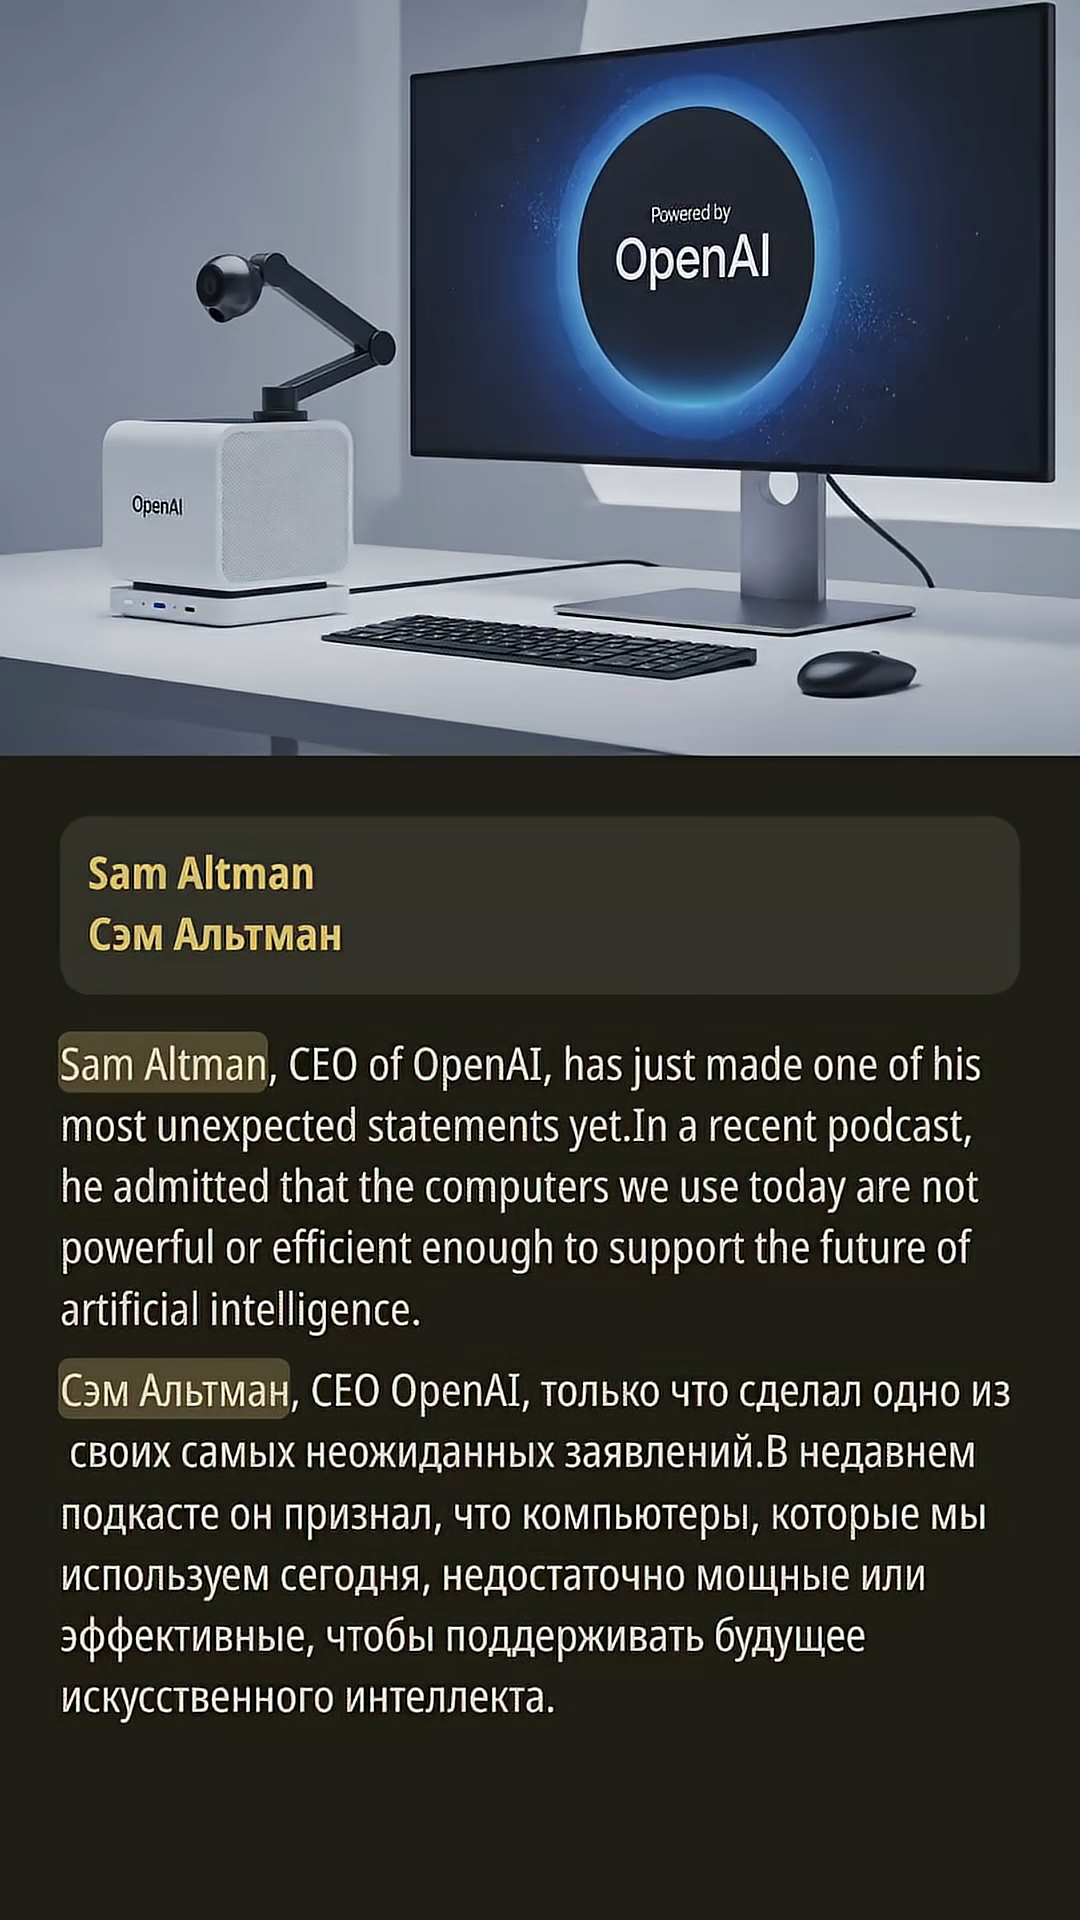 Powered by
OpenAI
OpenAI
Sam Altman
Сэм Альтман
Sam Altman, CEO of OpenAI, has just made one of his
most unexpected statements yet.In a recent podcast,
he admitted that the computers we use today are not
powerful or efficient enough to support the future of
artificial intelligence.
Сэм Альтман, CEO OpenAI, только что сделал одно из
своих самых неожиданных заявлений.В недавнем
подкасте он признал, что компьютеры, которые мы
используем сегодня, недостаточно мощные или
эффективные, чтобы поддерживать будущее
искусственного интеллекта.